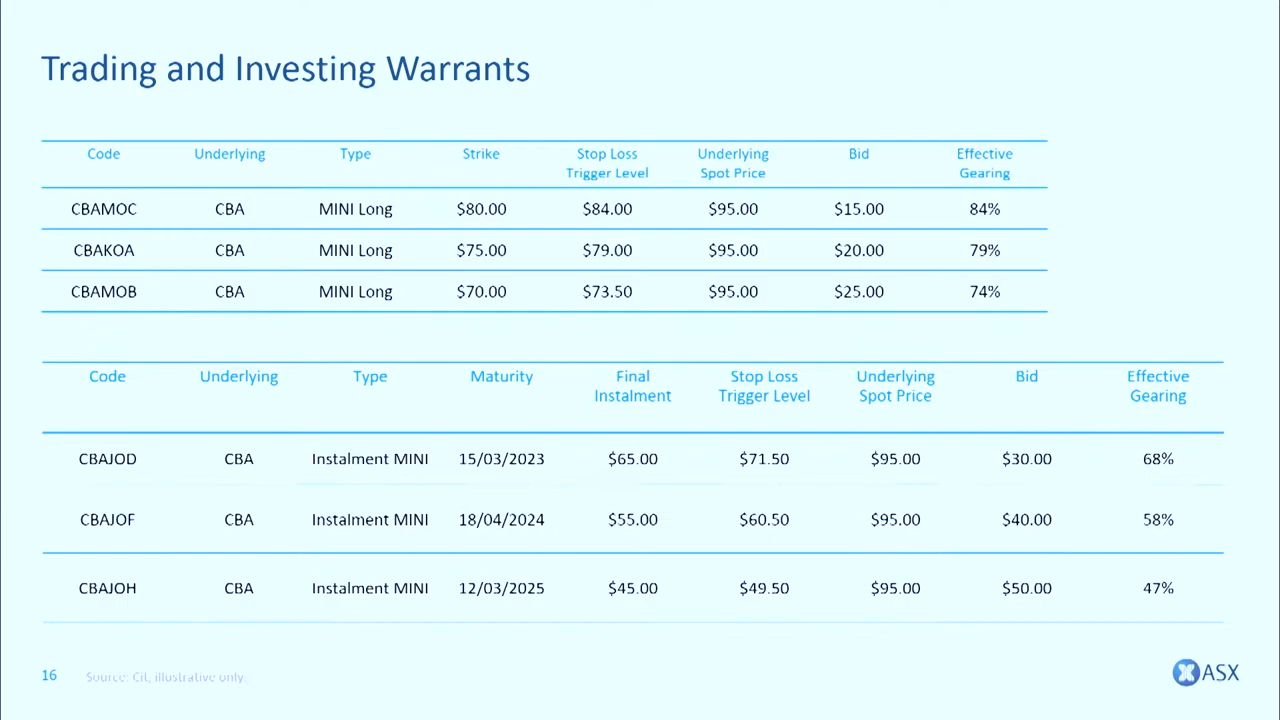 Trading and Investing Warrants
Code Underlying Type Strike Stop Loss Trigger Level Underlying Spot Price Bid Effective Gearing
CBAMOC CBA MINI Long $80.00 $84.00 $95.00 $15.00 84%
CBAKOA CBA MINI Long $75.00 $79.00 $95.00 $20.00 79%
CBAMOB CBA MINI Long $70.00 $73.50 $95.00 $25.00 74%
Code Underlying Type Maturity Final Instalment Stop Loss Trigger Level Underlying Spot Price Bid Effective Gearing
CBAJOD CBA Instalment MINI 15/03/2023 $65.00 $71.50 $95.00 $30.00 68%
CBAJOF CBA Instalment MINI 18/04/2024 $55.00 $60.50 $95.00 $40.00 58%
CBAJOH CBA Instalment MINI 12/03/2025 $45.00 $49.50 $95.00 $50.00 47%
16 Source: Citi, illustrative only.
ASX